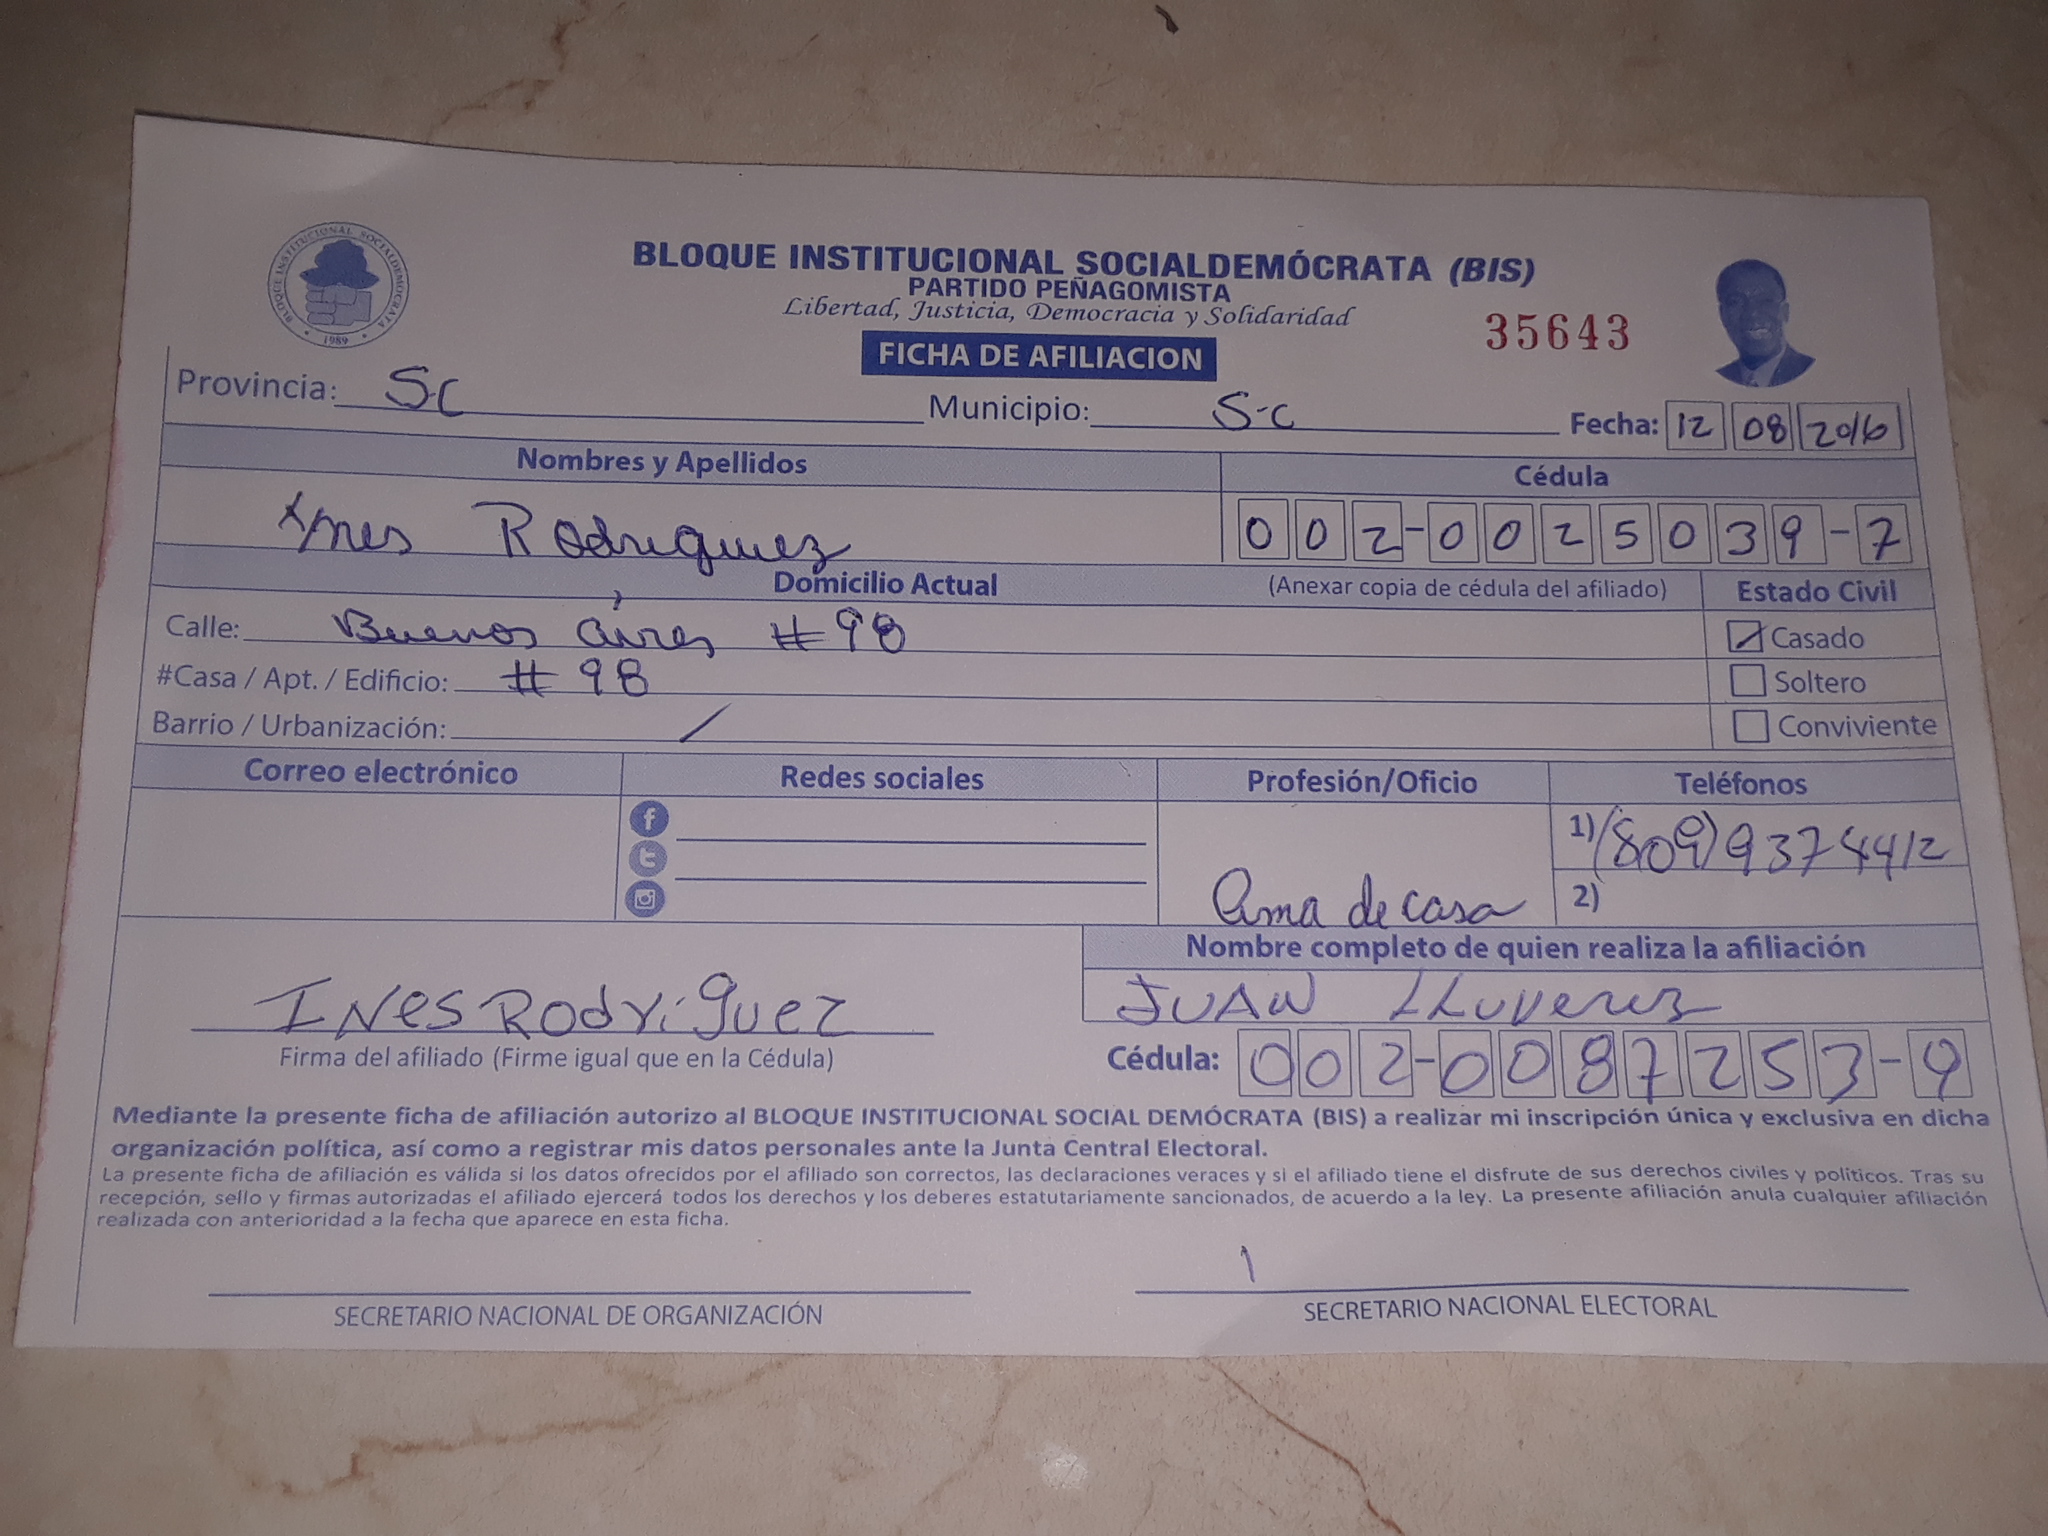 BLOQUE INSTITUCIONAL SOCIALDEMÓCRATA
1989
BLOQUE INSTITUCIONAL SOCIALDEMÓCRATA (BIS)
PARTIDO PEÑAGOMISTA
Libertad, Justicia, Democracia y Solidaridad
35643
FICHA DE AFILIACION
Provincia: S-C Municipio: S-C Fecha: 12 08 2016
Nombres y Apellidos Cédula
Ines Rodriguez 002-0025039-7
Domicilio Actual (Anexar copia de cédula del afiliado) Estado Civil
Calle: Buenos aires #98 Casado
#Casa / Apt. / Edificio: #98 Soltero
Barrio / Urbanización: / Conviviente
Correo electrónico Redes sociales Profesión/Oficio Teléfonos
1) (809) 9374412
Ama de casa 2)
Nombre completo de quien realiza la afiliación
Ines Rodriguez JUAN LLuveres
Firma del afiliado (Firme igual que en la Cédula) Cédula: 002-0087253-9
Mediante la presente ficha de afiliación autorizo al BLOQUE INSTITUCIONAL SOCIAL DEMÓCRATA (BIS) a realizar mi inscripción única y exclusiva en dicha
organización política, así como a registrar mis datos personales ante la Junta Central Electoral.
La presente ficha de afiliación es válida si los datos ofrecidos por el afiliado son correctos, las declaraciones veraces y si el afiliado tiene el disfrute de sus derechos civiles y políticos. Tras su
recepción, sello y firmas autorizadas el afiliado ejercerá todos los derechos y los deberes estatutariamente sancionados, de acuerdo a la ley. La presente afiliación anula cualquier afiliación
realizada con anterioridad a la fecha que aparece en esta ficha.
SECRETARIO NACIONAL DE ORGANIZACIÓN SECRETARIO NACIONAL ELECTORAL